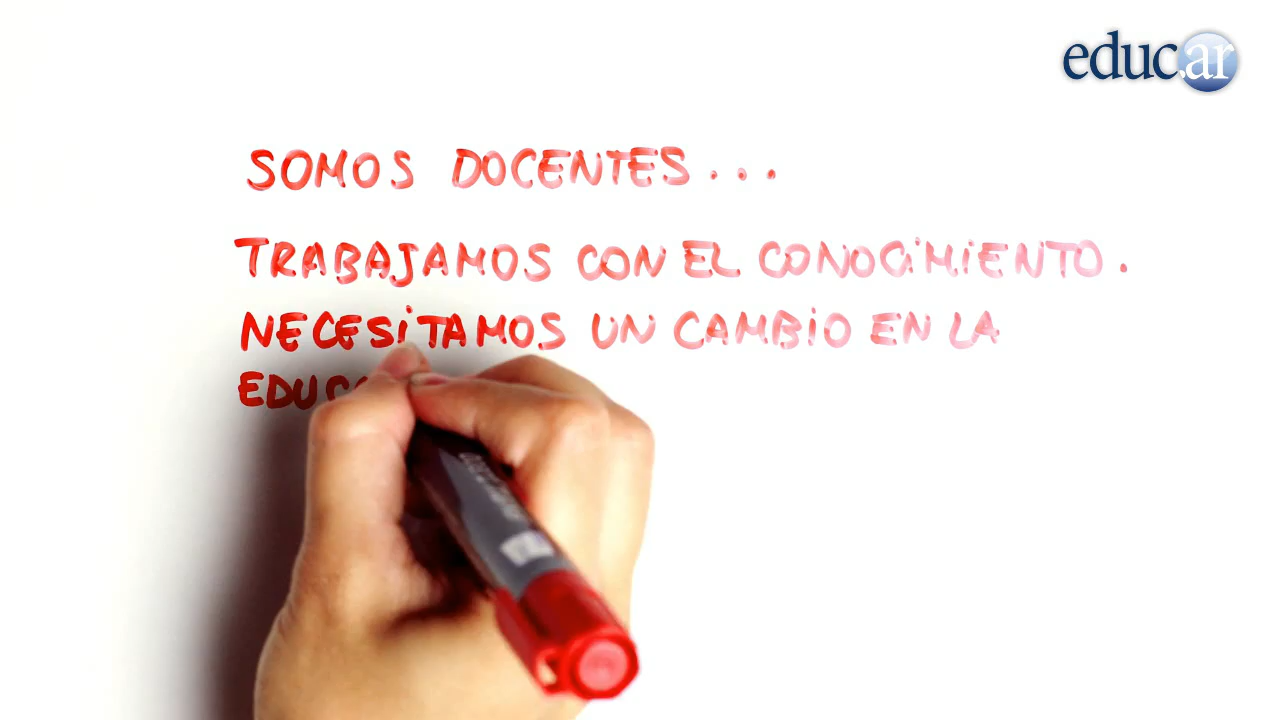 educ.ar
SOMOS DOCENTES...
TRABAJAMOS CON EL CONOCIMIENTO.
NECESITAMOS UN CAMBIO EN LA